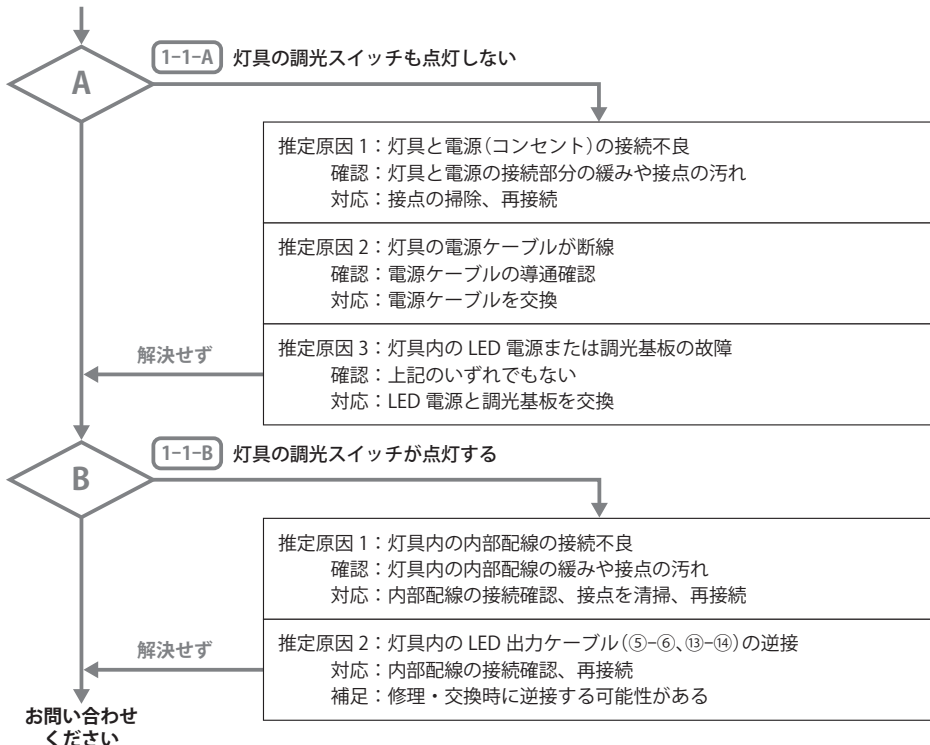 1-1-A 灯具の調光スイッチも点灯しない
A
推定原因 1：灯具と電源（コンセント）の接続不良
確認：灯具と電源の接続部分の緩みや接点の汚れ
対応：接点の掃除、再接続
推定原因 2：灯具の電源ケーブルが断線
確認：電源ケーブルの導通確認
対応：電源ケーブルを交換
解決せず
推定原因 3：灯具内の LED 電源または調光基板の故障
確認：上記のいずれでもない
対応：LED 電源と調光基板を交換
1-1-B 灯具の調光スイッチが点灯する
B
推定原因 1：灯具内の内部配線の接続不良
確認：灯具内の内部配線の緩みや接点の汚れ
対応：内部配線の接続確認、接点を清掃、再接続
解決せず
推定原因 2：灯具内の LED 出力ケーブル（⑤-⑥、⑬-⑭）の逆接
対応：内部配線の接続確認、再接続
補足：修理・交換時に逆接する可能性がある
お問い合わせ
ください